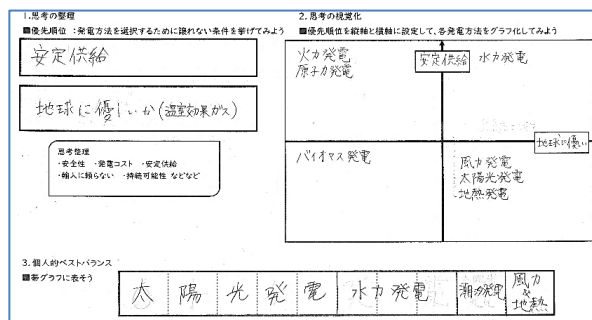 1.思考の整理
■優先順位 :発電方法を選択するために譲れない条件を挙げてみよう
安定供給
地球に優しいか(温室効果ガス)
思考整理
・安全性 ・発電コスト ・安定供給
・輸入に頼らない ・持続可能性 などなど
2.思考の視覚化
■優先順位を縦軸と横軸に設定して、各発電方法をグラフ化してみよう
火力発電
原子力発電
安定供給
水力発電
地球に優しい
バイオマス発電
風力発電
太陽光発電
地熱発電
3.個人的ベストバランス
■帯グラフに表そう
太陽光発電
水力発電
潮力発電
風力
&
地熱